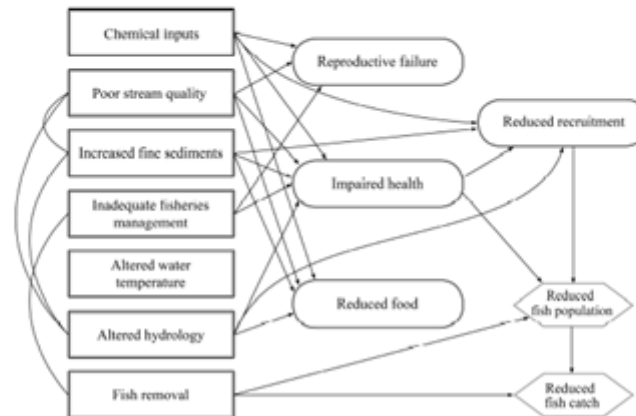 Chemical inputs
Reproductive failure
Poor stream quality
Reduced recruitment
Increased fine sediments
Impaired health
Inadequate fisheries
management
Altered water
temperature
Reduced food
Reduced
fish population
Altered hydrology
Fish removal
Reduced
fish catch